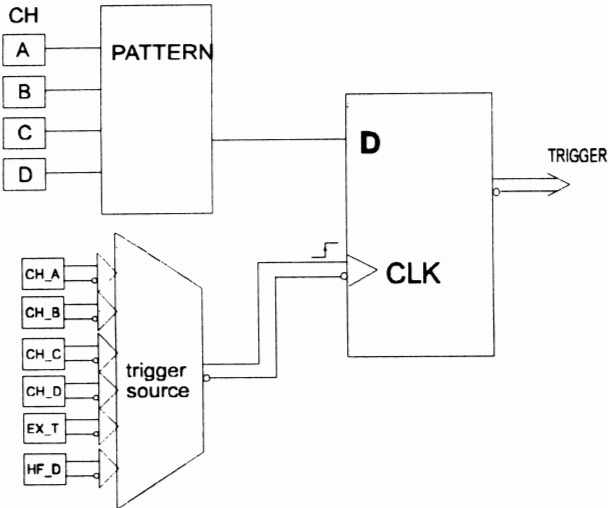 CH
A
B
C
D
PATTERN
D
CLK
TRIGGER
CH_A
CH_B
CH_C
CH_D
EX_T
HF_D
trigger
source